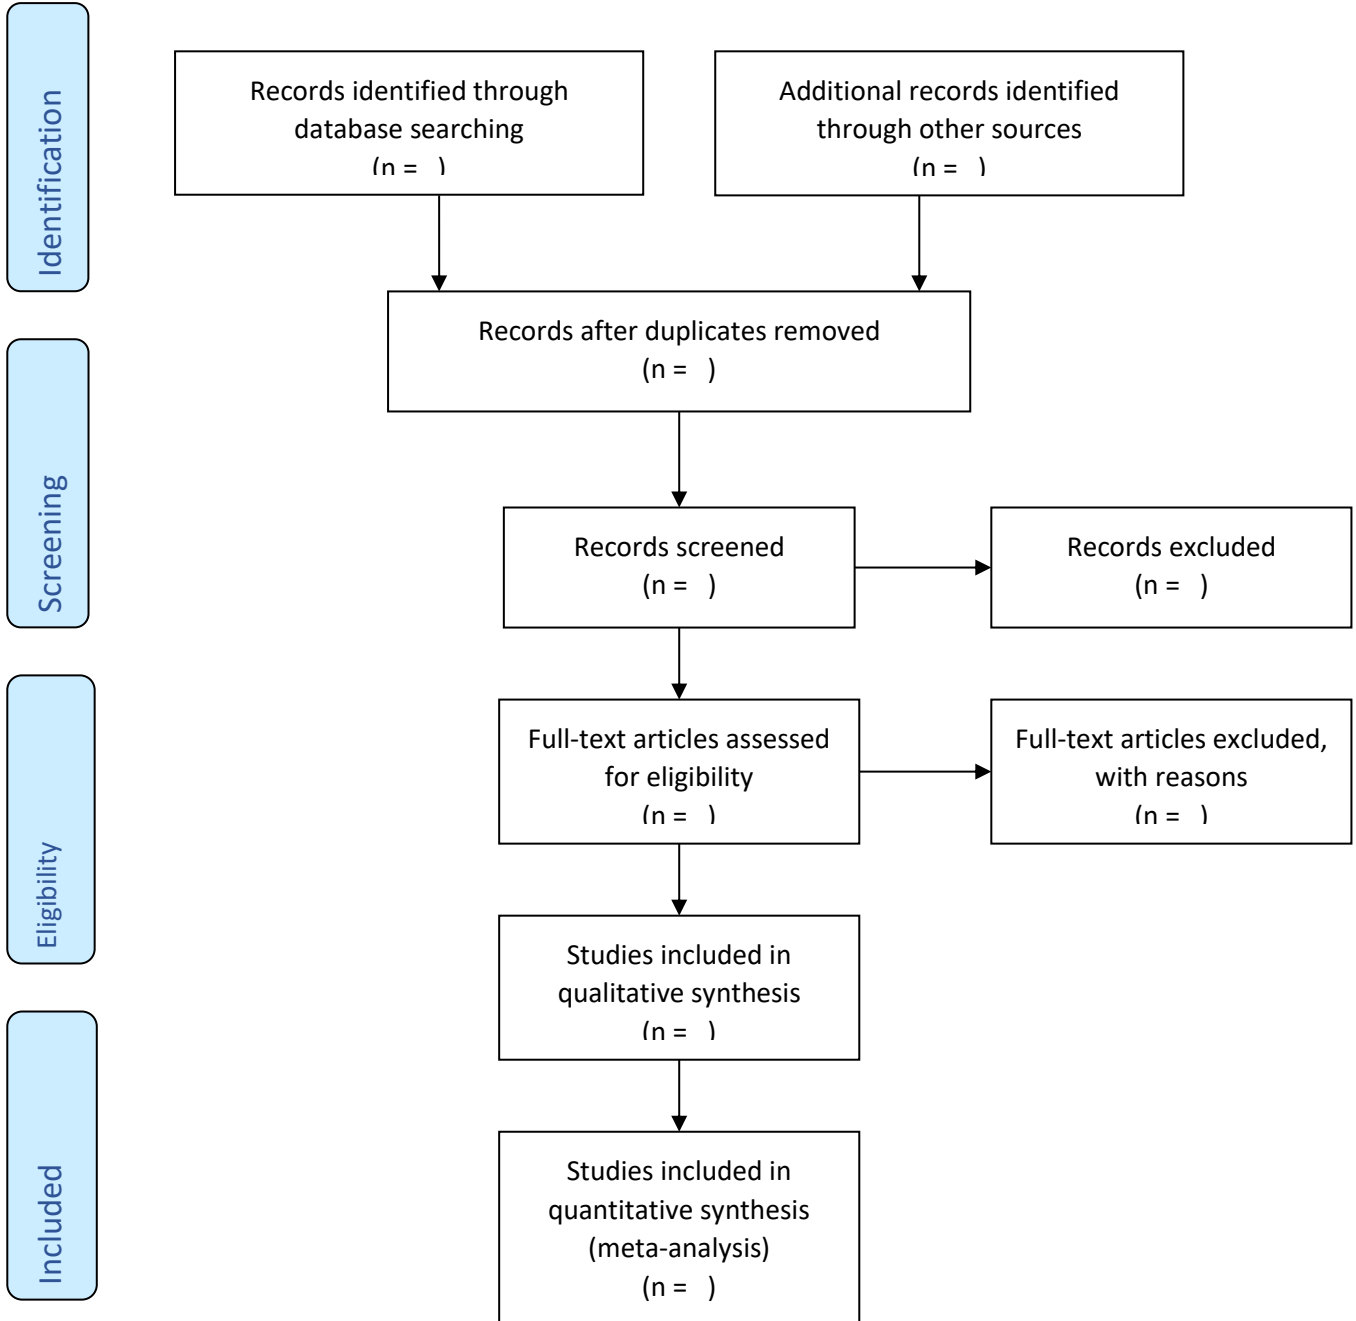 Identification
Records identified through
database searching
(n =   )
Additional records identified
through other sources
(n =   )
Records after duplicates removed
(n =   )
Screening
Records screened
(n =   )
Records excluded
(n =   )
Eligibility
Full-text articles assessed
for eligibility
(n =   )
Full-text articles excluded,
with reasons
(n =   )
Studies included in
qualitative synthesis
(n =   )
Included
Studies included in
quantitative synthesis
(meta-analysis)
(n =   )